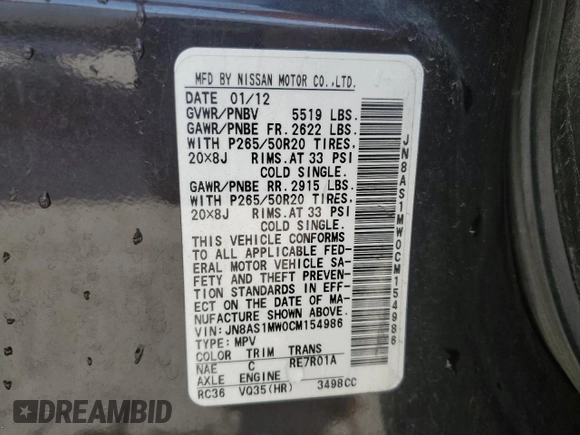 MFD BY NISSAN MOTOR CO.,LTD.
DATE 01/12
GVWR/PNBV 5519 LBS.
GAWR/PNBE FR. 2622 LBS.
WITH P265/50R20 TIRES,
20X8J RIMS.AT 33 PSI
COLD SINGLE.
GAWR/PNBE RR. 2915 LBS.
WITH P265/50R20 TIRES,
20X8J RIMS.AT 33 PSI
COLD SINGLE.
THIS VEHICLE CONFORMS
TO ALL APPLICABLE FED-
ERAL MOTOR VEHICLE SA-
FETY AND THEFT PREVEN-
TION STANDARDS IN EFF-
ECT ON THE DATE OF MA-
NUFACTURE SHOWN ABOVE.
VIN: JN8AS1MW0CM154986
TYPE: MPV
COLOR TRIM TRANS
NAE C RE7R01A
AXLE ENGINE
RC36 VQ35(HR) 3498CC
JN8AS1MW0CM154986
DREAMBID